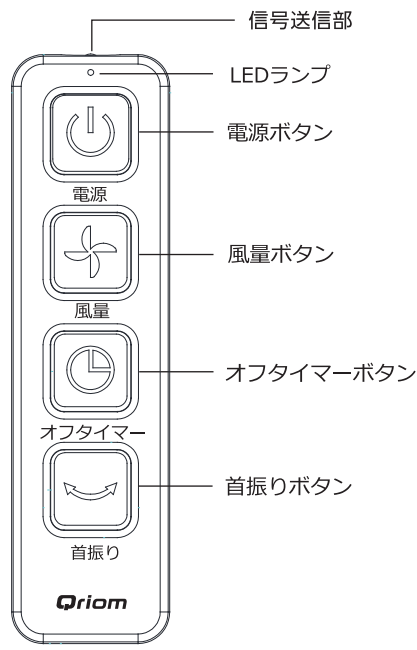 信号送信部
LEDランプ
電源ボタン
電源
風量ボタン
風量
オフタイマーボタン
オフタイマー
首振りボタン
首振り
Qriom